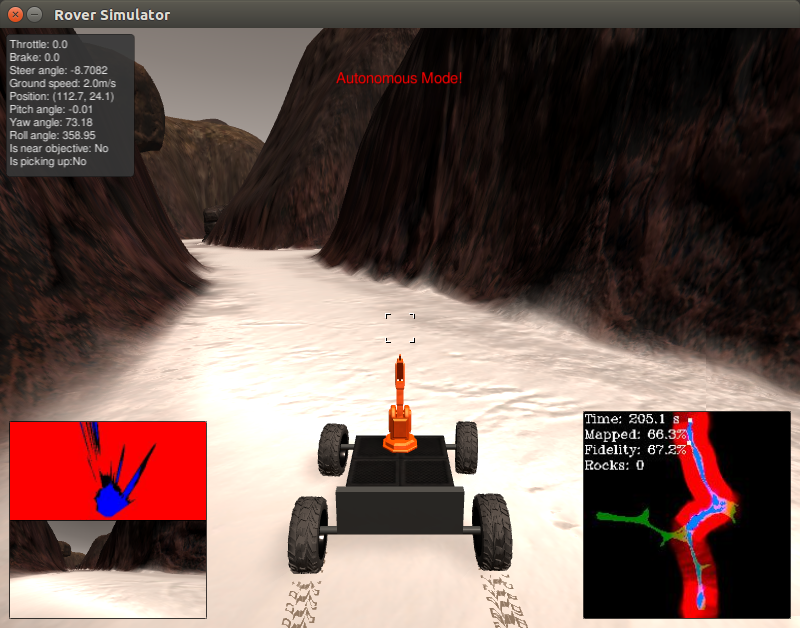 Rover Simulator
Throttle: 0.0
Brake: 0.0
Steer angle: -8.7082
Ground speed: 2.0m/s
Position: (112.7, 24.1)
Pitch angle: -0.01
Yaw angle: 73.18
Roll angle: 358.95
Is near objective: No
Is picking up:No
Autonomous Mode!
Time: 205.1 s
Mapped: 66.3%
Fidelity: 67.2%
Rocks: 0